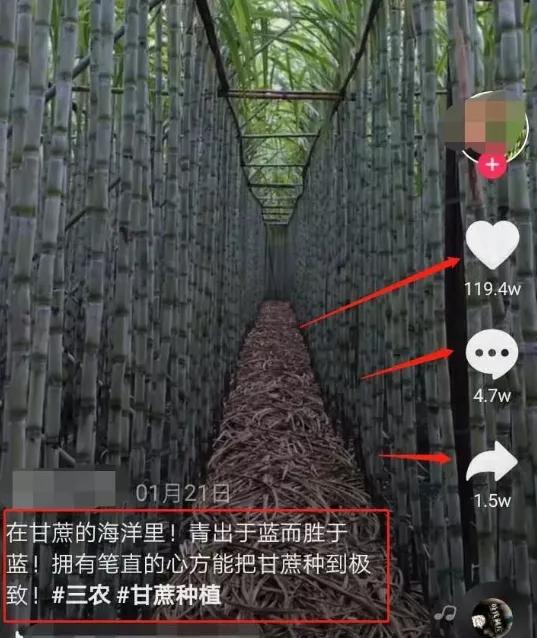 119.4w
4.7w
1.5w
01月21日
在甘蔗的海洋里！青出于蓝而胜于
蓝！拥有笔直的心方能把甘蔗种到极
致！#三农 #甘蔗种植